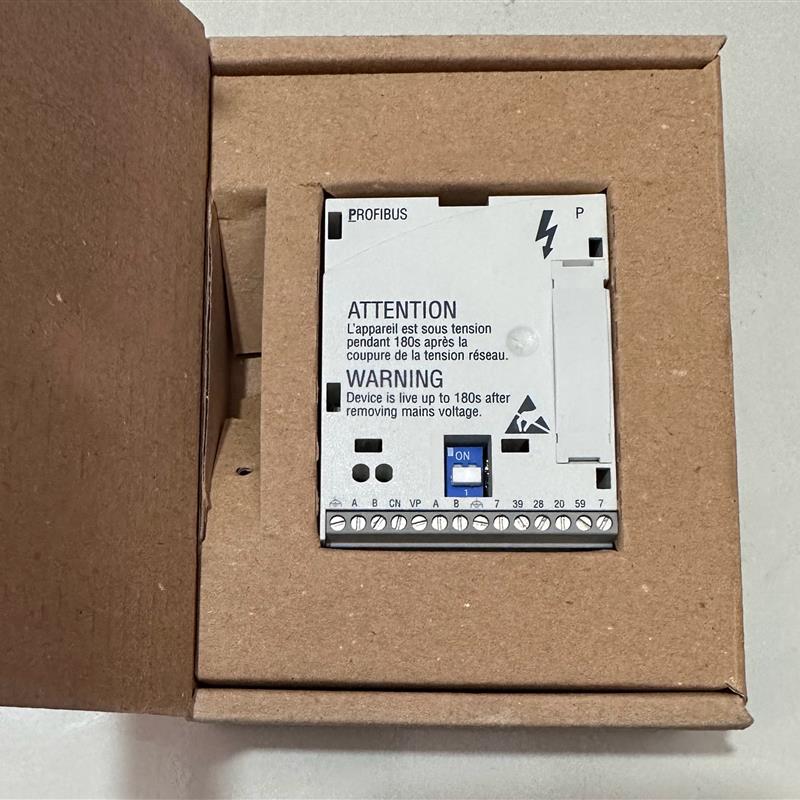 PROFIBUS
P
ATTENTION
L'appareil est sous tension
pendant 180s après la
coupure de la tension réseau.
WARNING
Device is live up to 180s after
removing mains voltage.
ON
1
A B CN VP A B 7 39 28 20 59 7